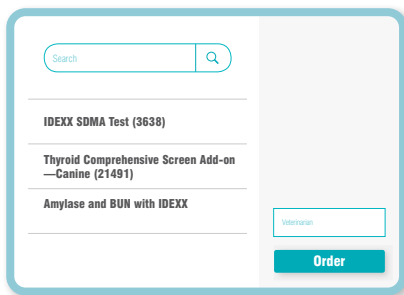 Search
IDEXX SDMA Test (3638)
Thyroid Comprehensive Screen Add-on
—Canine (21491)
Amylase and BUN with IDEXX
Veterinarian
Order